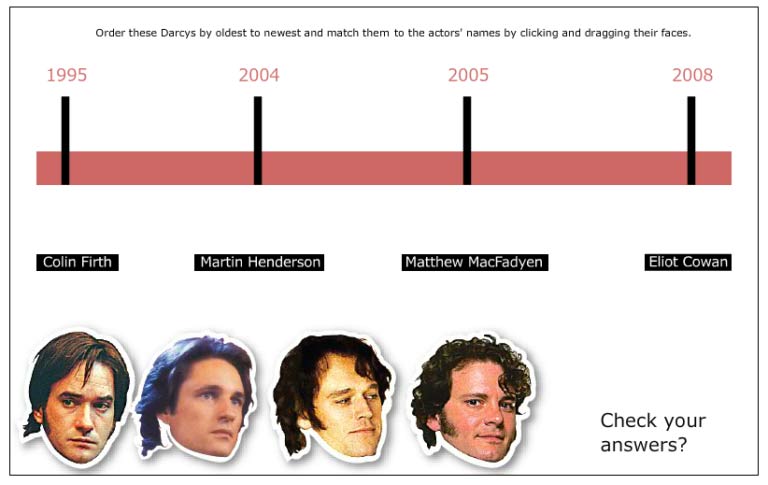 Order these Darcys by oldest to newest and match them to the actors' names by clicking and dragging their faces.
1995 2004 2005 2008
Colin Firth Martin Henderson Matthew MacFadyen Eliot Cowan
Check your
answers?